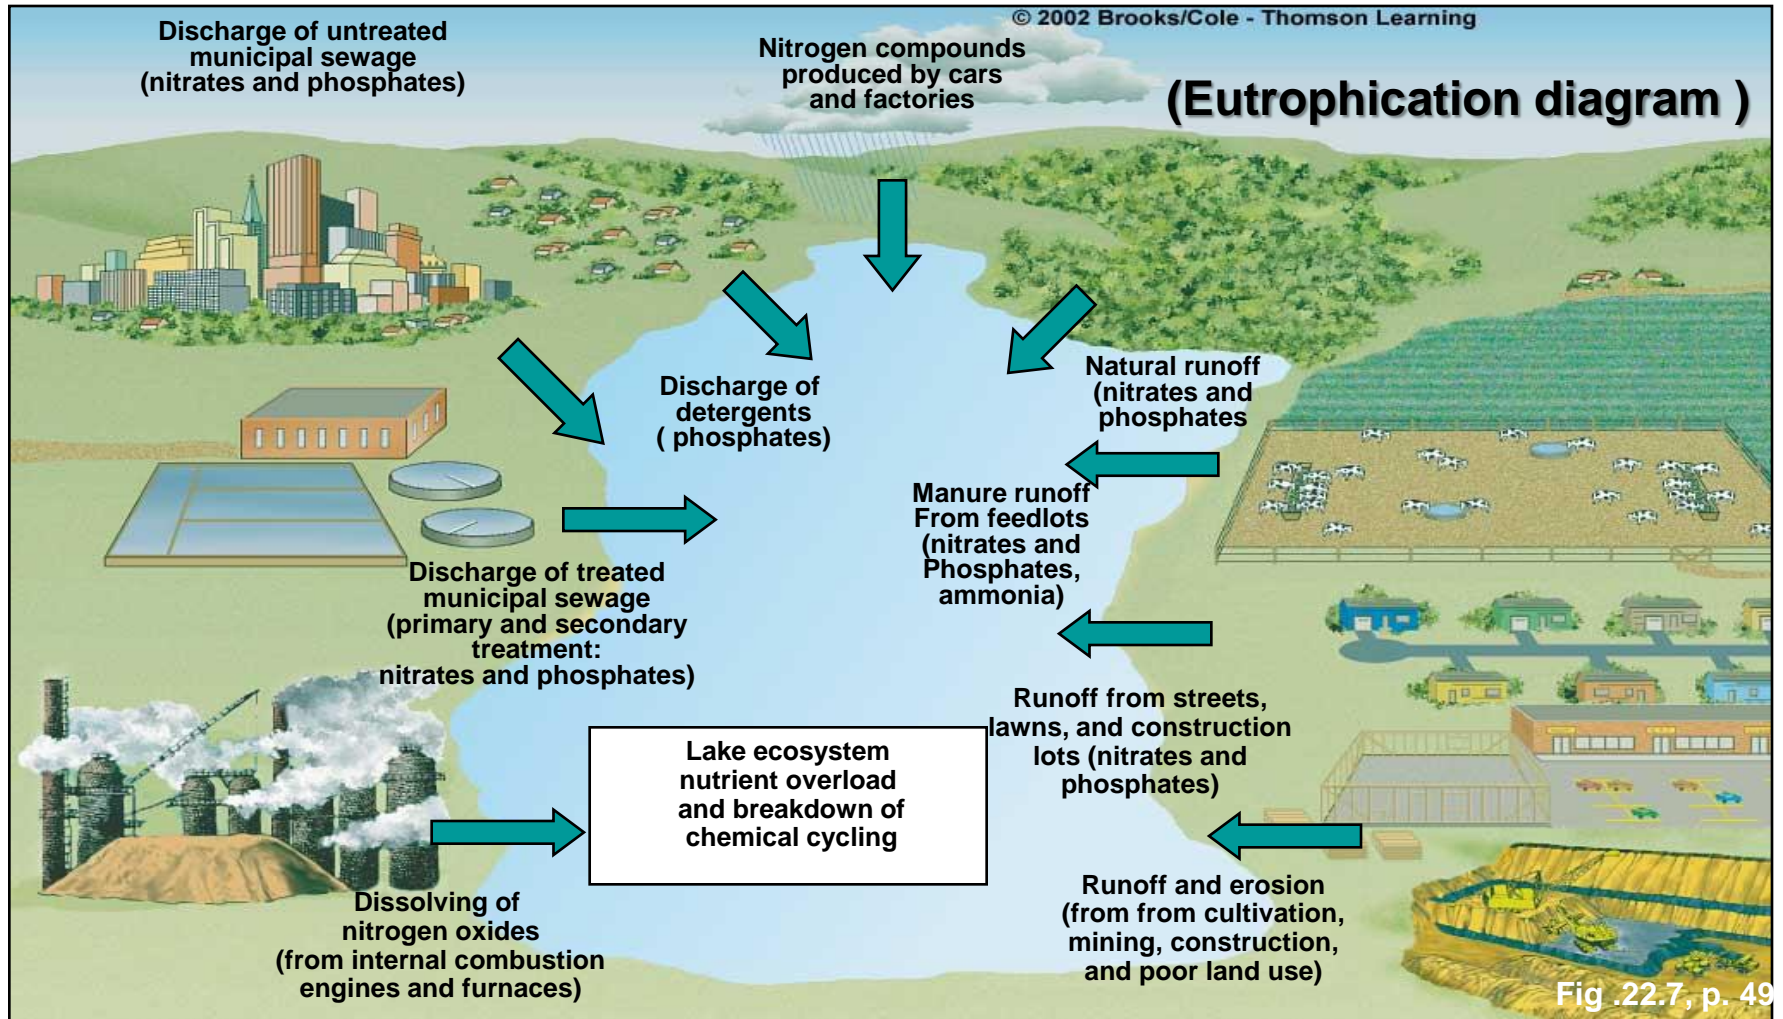 © 2002 Brooks/Cole - Thomson Learning
Discharge of untreated
municipal sewage
(nitrates and phosphates)
Nitrogen compounds
produced by cars
and factories
(Eutrophication diagram )
Discharge of
detergents
( phosphates)
Natural runoff
(nitrates and
phosphates
Manure runoff
From feedlots
(nitrates and
Phosphates,
ammonia)
Discharge of treated
municipal sewage
(primary and secondary
treatment:
nitrates and phosphates)
Runoff from streets,
lawns, and construction
lots (nitrates and
phosphates)
Lake ecosystem
nutrient overload
and breakdown of
chemical cycling
Dissolving of
nitrogen oxides
(from internal combustion
engines and furnaces)
Runoff and erosion
(from from cultivation,
mining, construction,
and poor land use)
Fig .22.7, p. 49